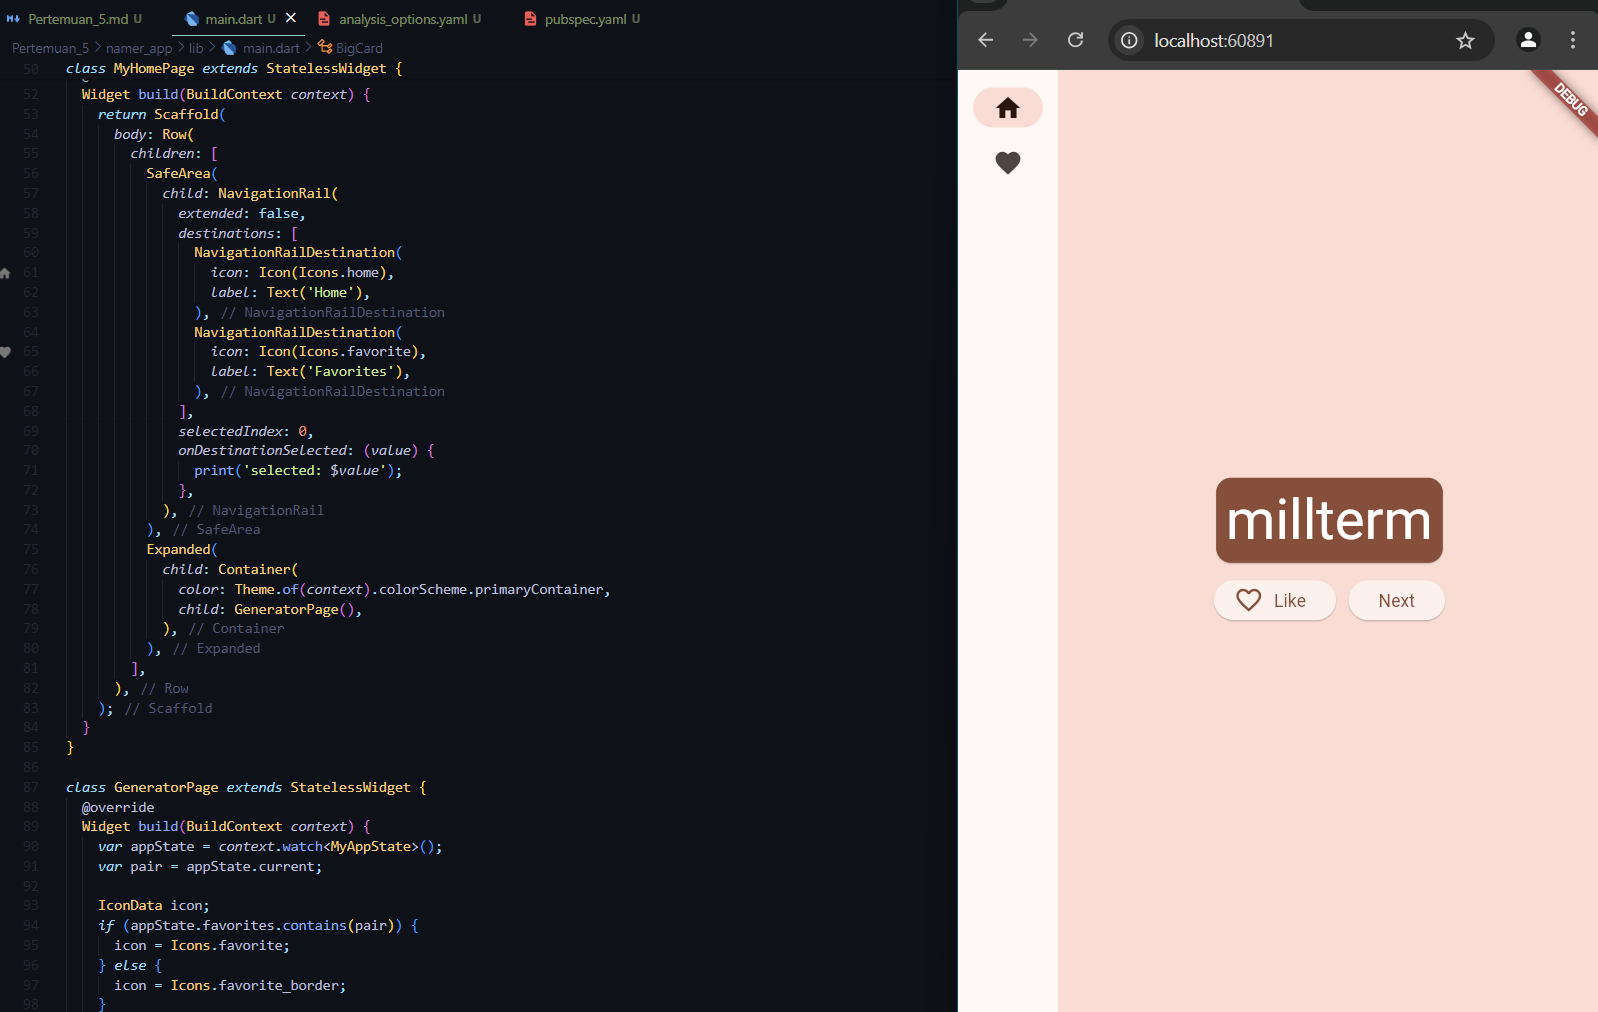 Pertemuan_5.md U
main.dart U
analysis_options.yaml U
pubspec.yaml U
Pertemuan_5 > namer_app > lib > main.dart > BigCard
50 class MyHomePage extends StatelessWidget {
52 Widget build(BuildContext context) {
53 return Scaffold(
54 body: Row(
55 children: [
56 SafeArea(
57 child: NavigationRail(
58 extended: false,
59 destinations: [
60 NavigationRailDestination(
61 icon: Icon(Icons.home),
62 label: Text('Home'),
63 ), // NavigationRailDestination
64 NavigationRailDestination(
65 icon: Icon(Icons.favorite),
66 label: Text('Favorites'),
67 ), // NavigationRailDestination
68 ],
69 selectedIndex: 0,
70 onDestinationSelected: (value) {
71 print('selected: $value');
72 },
73 ), // NavigationRail
74 ), // SafeArea
75 Expanded(
76 child: Container(
77 color: Theme.of(context).colorScheme.primaryContainer,
78 child: GeneratorPage(),
79 ), // Container
80 ), // Expanded
81 ],
82 ), // Row
83 ); // Scaffold
84 }
85 }
86
87 class GeneratorPage extends StatelessWidget {
88 @override
89 Widget build(BuildContext context) {
90 var appState = context.watch<MyAppState>();
91 var pair = appState.current;
92
93 IconData icon;
94 if (appState.favorites.contains(pair)) {
95 icon = Icons.favorite;
96 } else {
97 icon = Icons.favorite_border;
98 }
localhost:60891
DEBUG
millterm
Like
Next